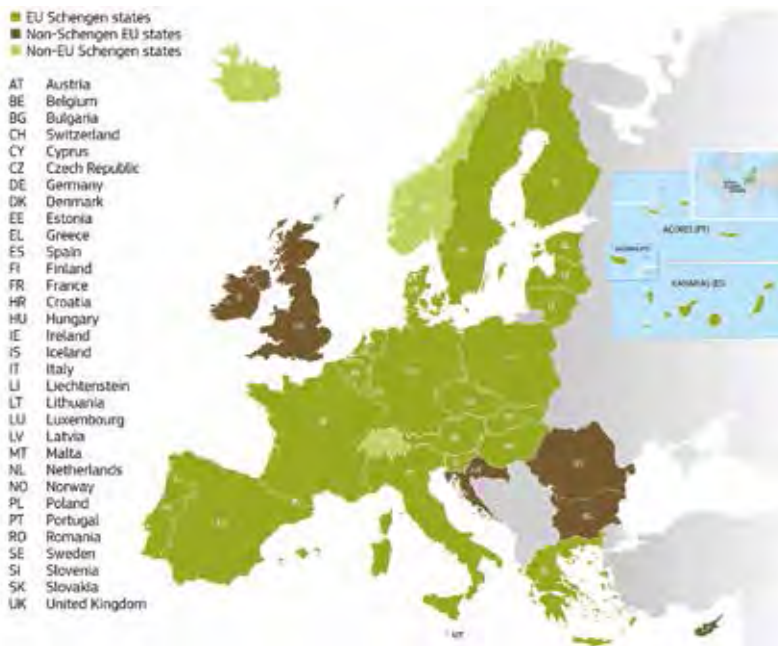 EU Schengen states
Non-Schengen EU states
Non-EU Schengen states
AT Austria
BE Belgium
BG Bulgaria
CH Switzerland
CY Cyprus
CZ Czech Republic
DE Germany
DK Denmark
EE Estonia
EL Greece
ES Spain
FI Finland
FR France
HR Croatia
HU Hungary
IE Ireland
IS Iceland
IT Italy
LI Liechtenstein
LT Lithuania
LU Luxembourg
LV Latvia
MT Malta
NL Netherlands
NO Norway
PL Poland
PT Portugal
RO Romania
SE Sweden
SI Slovenia
SK Slovakia
UK United Kingdom
AÇORES (PT)
KANARIAS (ES)
MT